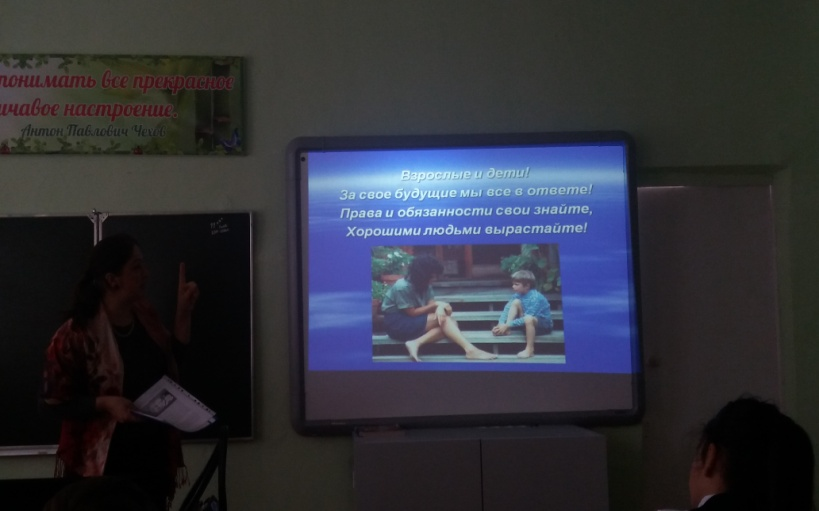 понимать все прекрасное
ичавое настроение.
Антон Павлович Чехов
Взрослые и дети!
За свое будущие мы все в ответе!
Права и обязанности свои знайте,
Хорошими людьми вырастайте!